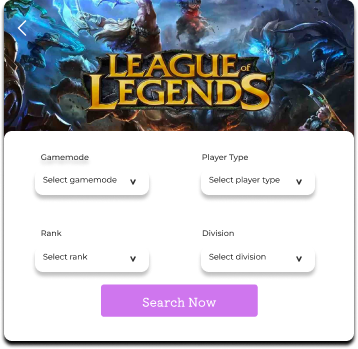 LEAGUE of
LEGENDS
Gamemode
Player Type
Select gamemode
Select player type
Rank
Division
Select rank
Select division
Search Now